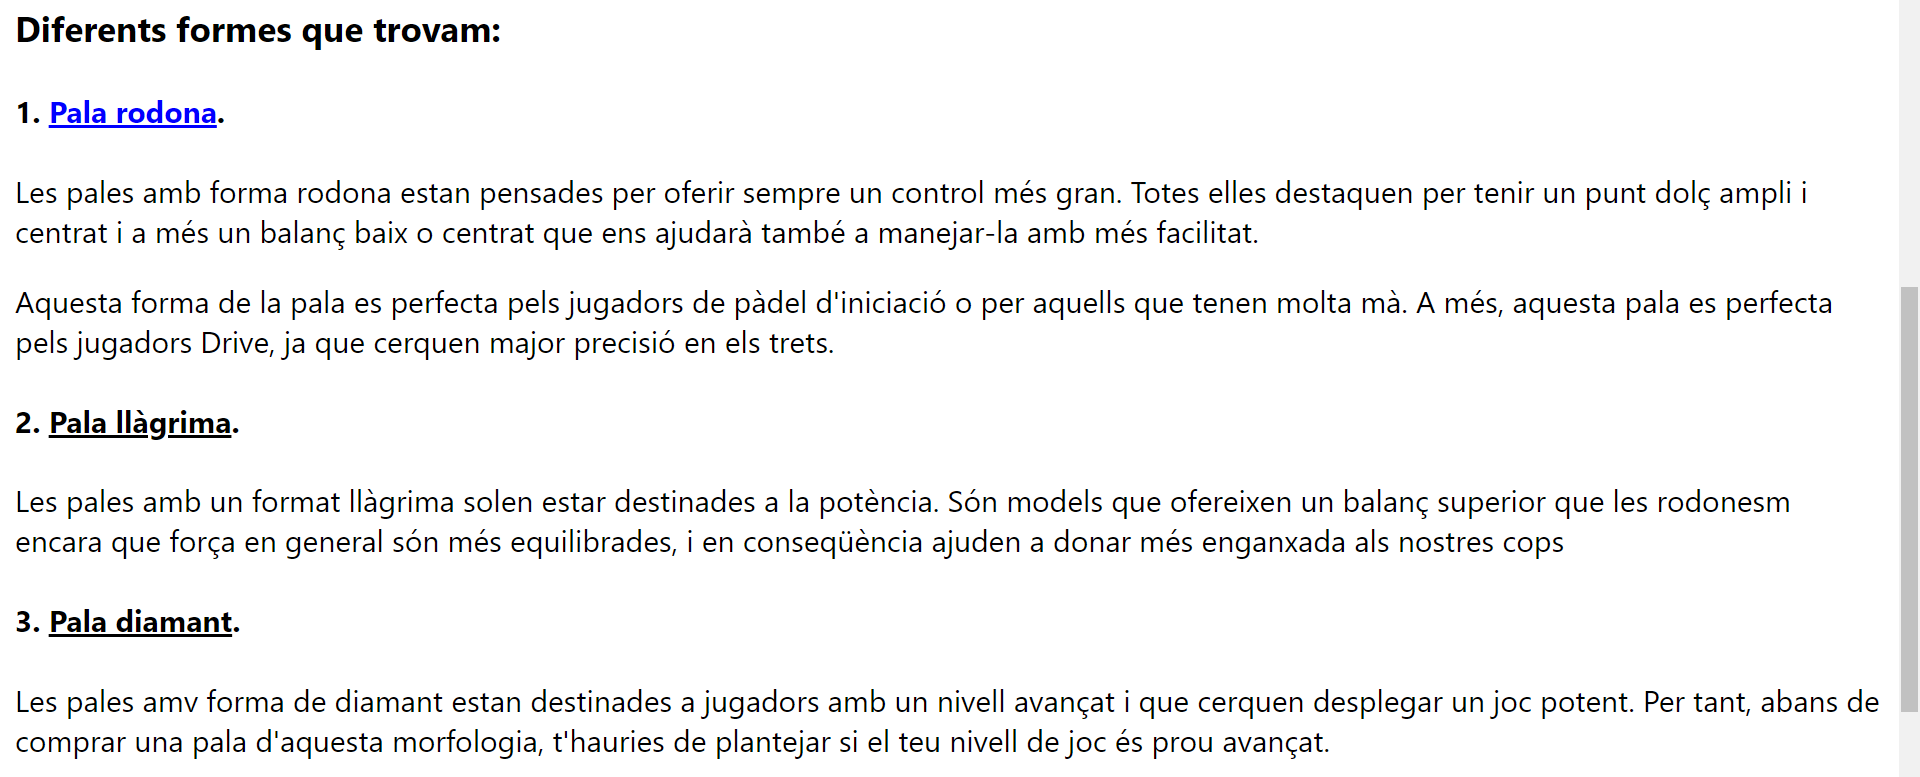 Diferents formes que trovam:
1. Pala rodona.
Les pales amb forma rodona estan pensades per oferir sempre un control més gran. Totes elles destaquen per tenir un punt dolç ampli i
centrat i a més un balanç baix o centrat que ens ajudarà també a manejar-la amb més facilitat.
Aquesta forma de la pala es perfecta pels jugadors de pàdel d'iniciació o per aquells que tenen molta mà. A més, aquesta pala es perfecta
pels jugadors Drive, ja que cerquen major precisió en els trets.
2. Pala llàgrima.
Les pales amb un format llàgrima solen estar destinades a la potència. Són models que ofereixen un balanç superior que les rodonesm
encara que força en general són més equilibrades, i en conseqüència ajuden a donar més enganxada als nostres cops
3. Pala diamant.
Les pales amv forma de diamant estan destinades a jugadors amb un nivell avançat i que cerquen desplegar un joc potent. Per tant, abans de
comprar una pala d'aquesta morfologia, t'hauries de plantejar si el teu nivell de joc és prou avançat.